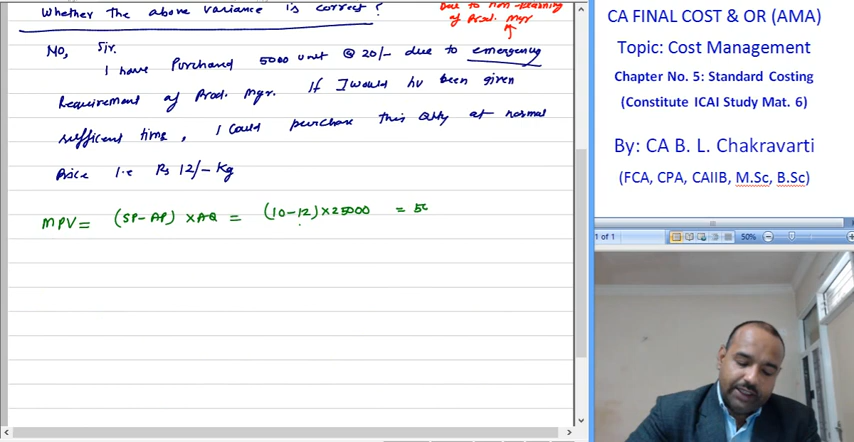 Whether the above variance is correct?
Due to non-planning
of Prod. Mgr
No, Sir.
I have Purchased 5000 unit @ 20/- due to emergency
Requirement of Prod. Mgr. If I would hv been given
sufficient time, I could purchase this Qlty at normal
Price i.e Rs 12/- Kg
MPV = (SP-AP) × AQ = (10-12) × 25000 = 50
CA FINAL COST & OR (AMA)
Topic: Cost Management
Chapter No. 5: Standard Costing
(Constitute ICAI Study Mat. 6)
By: CA B. L. Chakravarti
(FCA, CPA, CAIIB, M.Sc, B.Sc)
1 of 1
50%